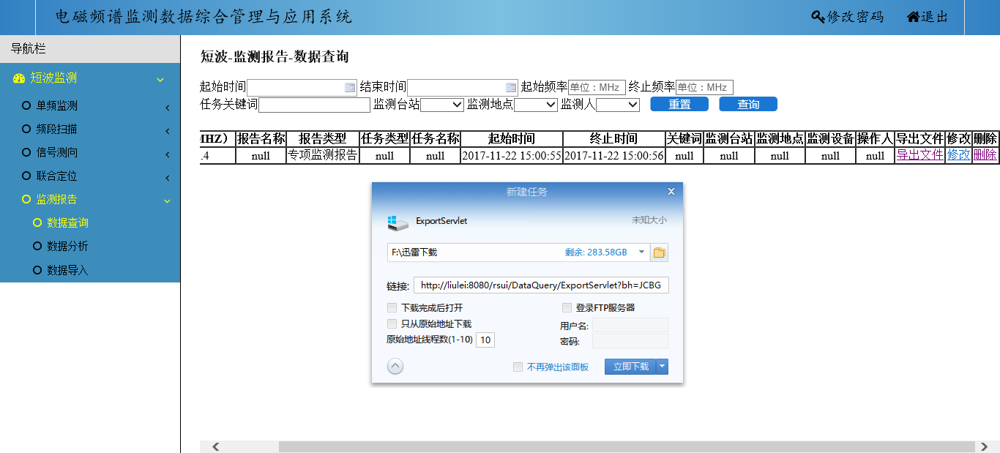 电磁频谱监测数据综合管理与应用系统 修改密码 退出
导航栏
短波监测
单频监测
频段扫描
信号测向
联合定位
监测报告
数据查询
数据分析
数据导入
短波-监测报告-数据查询
起始时间 结束时间 起始频率 单位：MHz 终止频率 单位：MHz
任务关键词 监测台站 监测地点 监测人 重置 查询
MHZ） 报告名称 报告类型 任务类型 任务名称 起始时间 终止时间 关键词 监测台站 监测地点 监测设备 操作人 导出文件 修改 删除
.4 null 专项监测报告 null null 2017-11-22 15:00:55 2017-11-22 15:00:56 null null null null null 导出文件 修改 删除
新建任务
ExportServlet 未知大小
F:\迅雷下载 剩余: 283.58GB
链接: http://liulei:8080/rsui/DataQuery/ExportServlet?bh=JCBG
下载完成后打开 登录FTP服务器
只从原始地址下载 用户名:
原始地址线程数(1-10) 10 密码:
不再弹出该面板 立即下载